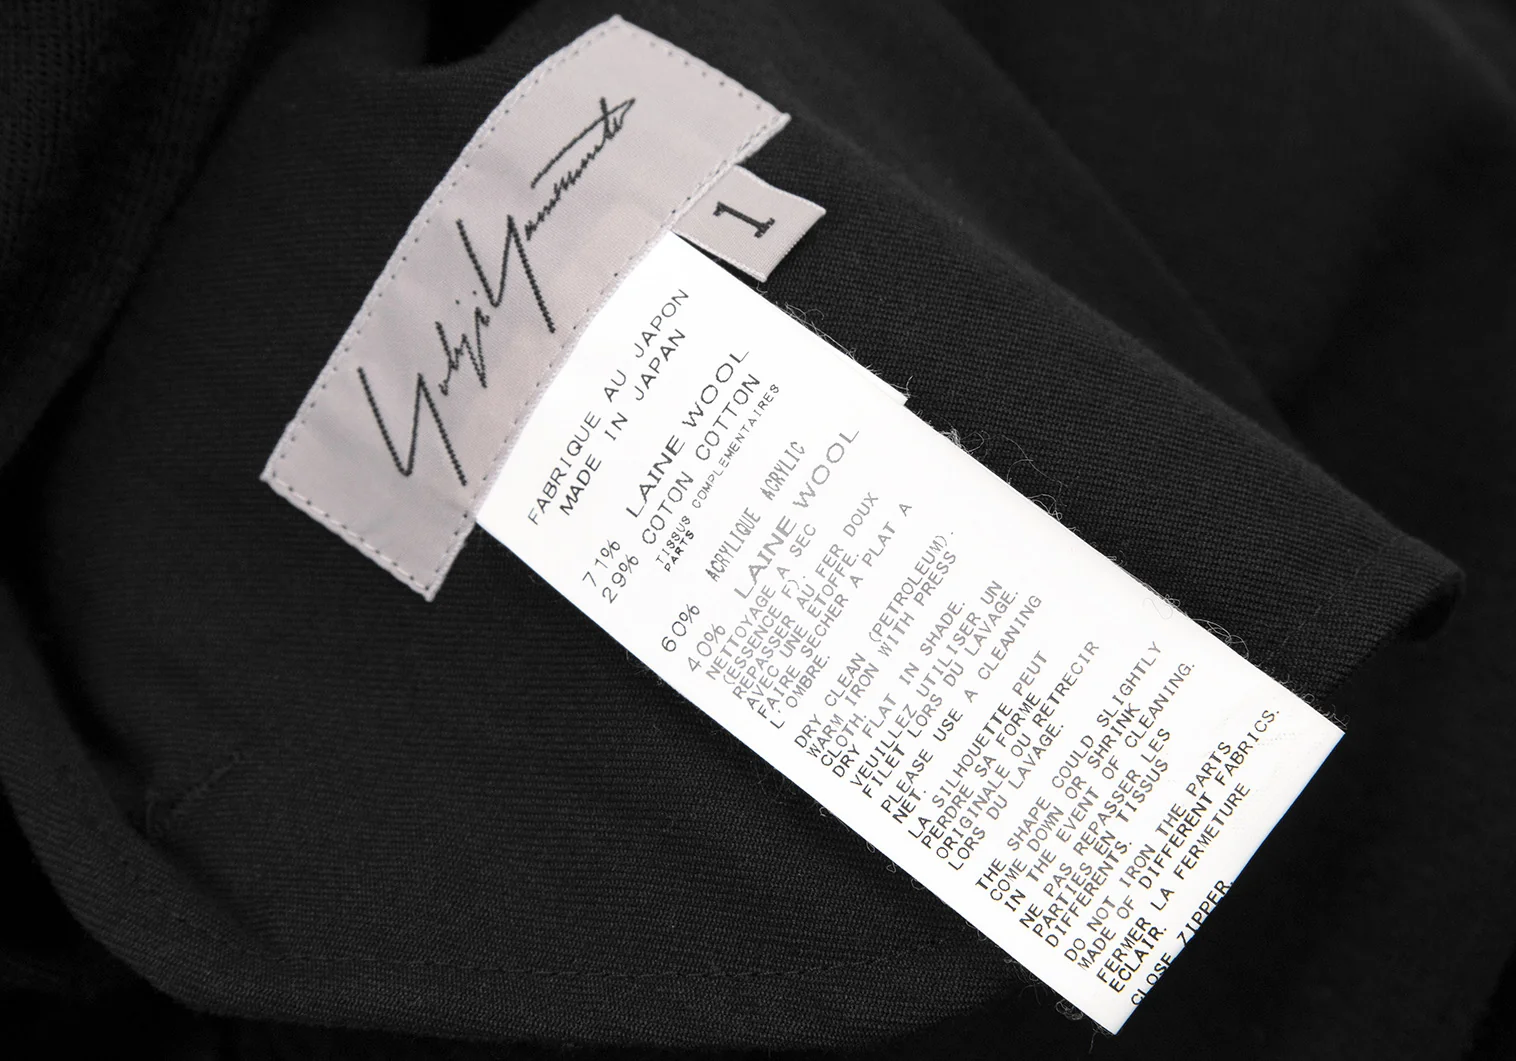 Yohji Yamamoto
1
FABRIQUE AU JAPON
MADE IN JAPAN
71% LAINE WOOL
29% COTON COTTON
TISSUS COMPLEMENTAIRES
PARTS
60% ACRYLIQUE ACRYLIC
40% LAINE WOOL
NETTOYAGE A SEC
(ESSENCE F). FER DOUX
REPASSER AU
AVEC UNE ETOFFE.
FAIRE SECHER A PLAT A
L'OMBRE.
DRY CLEAN (PETROLEUM).
WARM IRON WITH PRESS
CLOTH.
DRY FLAT IN SHADE.
VEUILLEZ UTILISER UN
FILET LORS DU LAVAGE.
PLEASE USE A CLEANING
NET.
LA SILHOUETTE PEUT
PERDRE SA FORME
ORIGINALE OU RETRECIR
LORS DU LAVAGE.
THE SHAPE COULD SLIGHTLY
COME DOWN OR SHRINK
IN THE EVENT OF CLEANING.
NE PAS REPASSER LES
PARTIES EN TISSUS
DIFFERENTS.
DO NOT IRON THE PARTS
MADE OF DIFFERENT FABRICS.
FERMER LA FERMETURE
ECLAIR.
CLOSE ZIPPER.